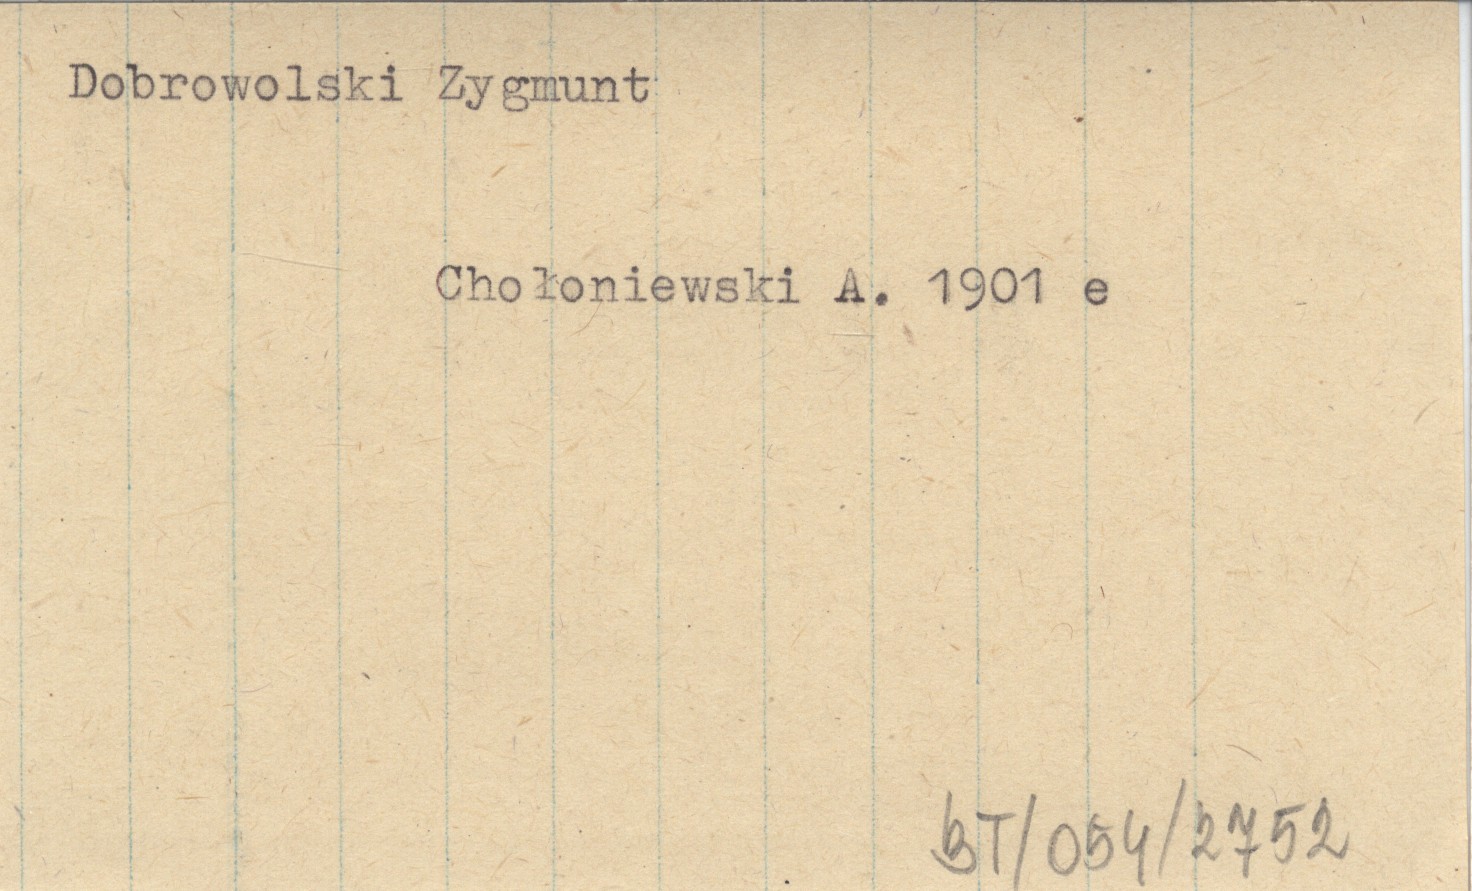 Dobrowolski Zygmunt
Chołoniewski A. 1901 e
BT/054/2752